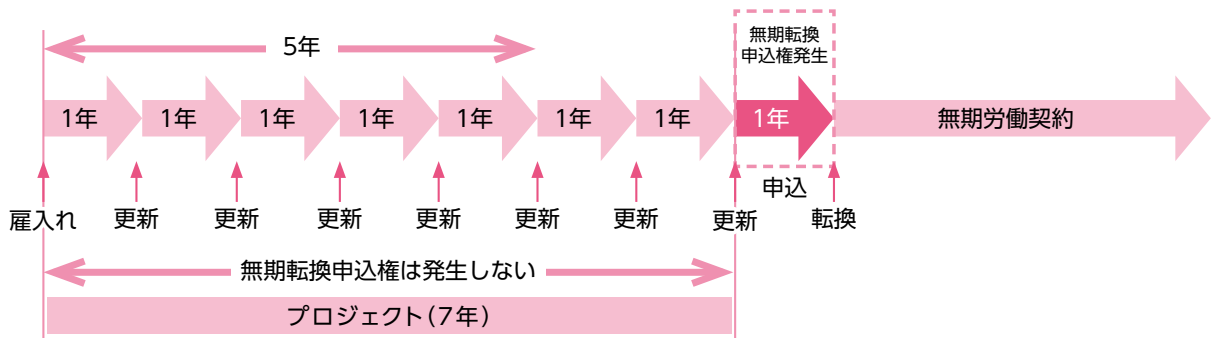 5年
無期転換
申込権発生
1年 1年 1年 1年 1年 1年 1年 1年 無期労働契約
申込
雇入れ 更新 更新 更新 更新 更新 更新 更新 転換
無期転換申込権は発生しない
プロジェクト(7年)